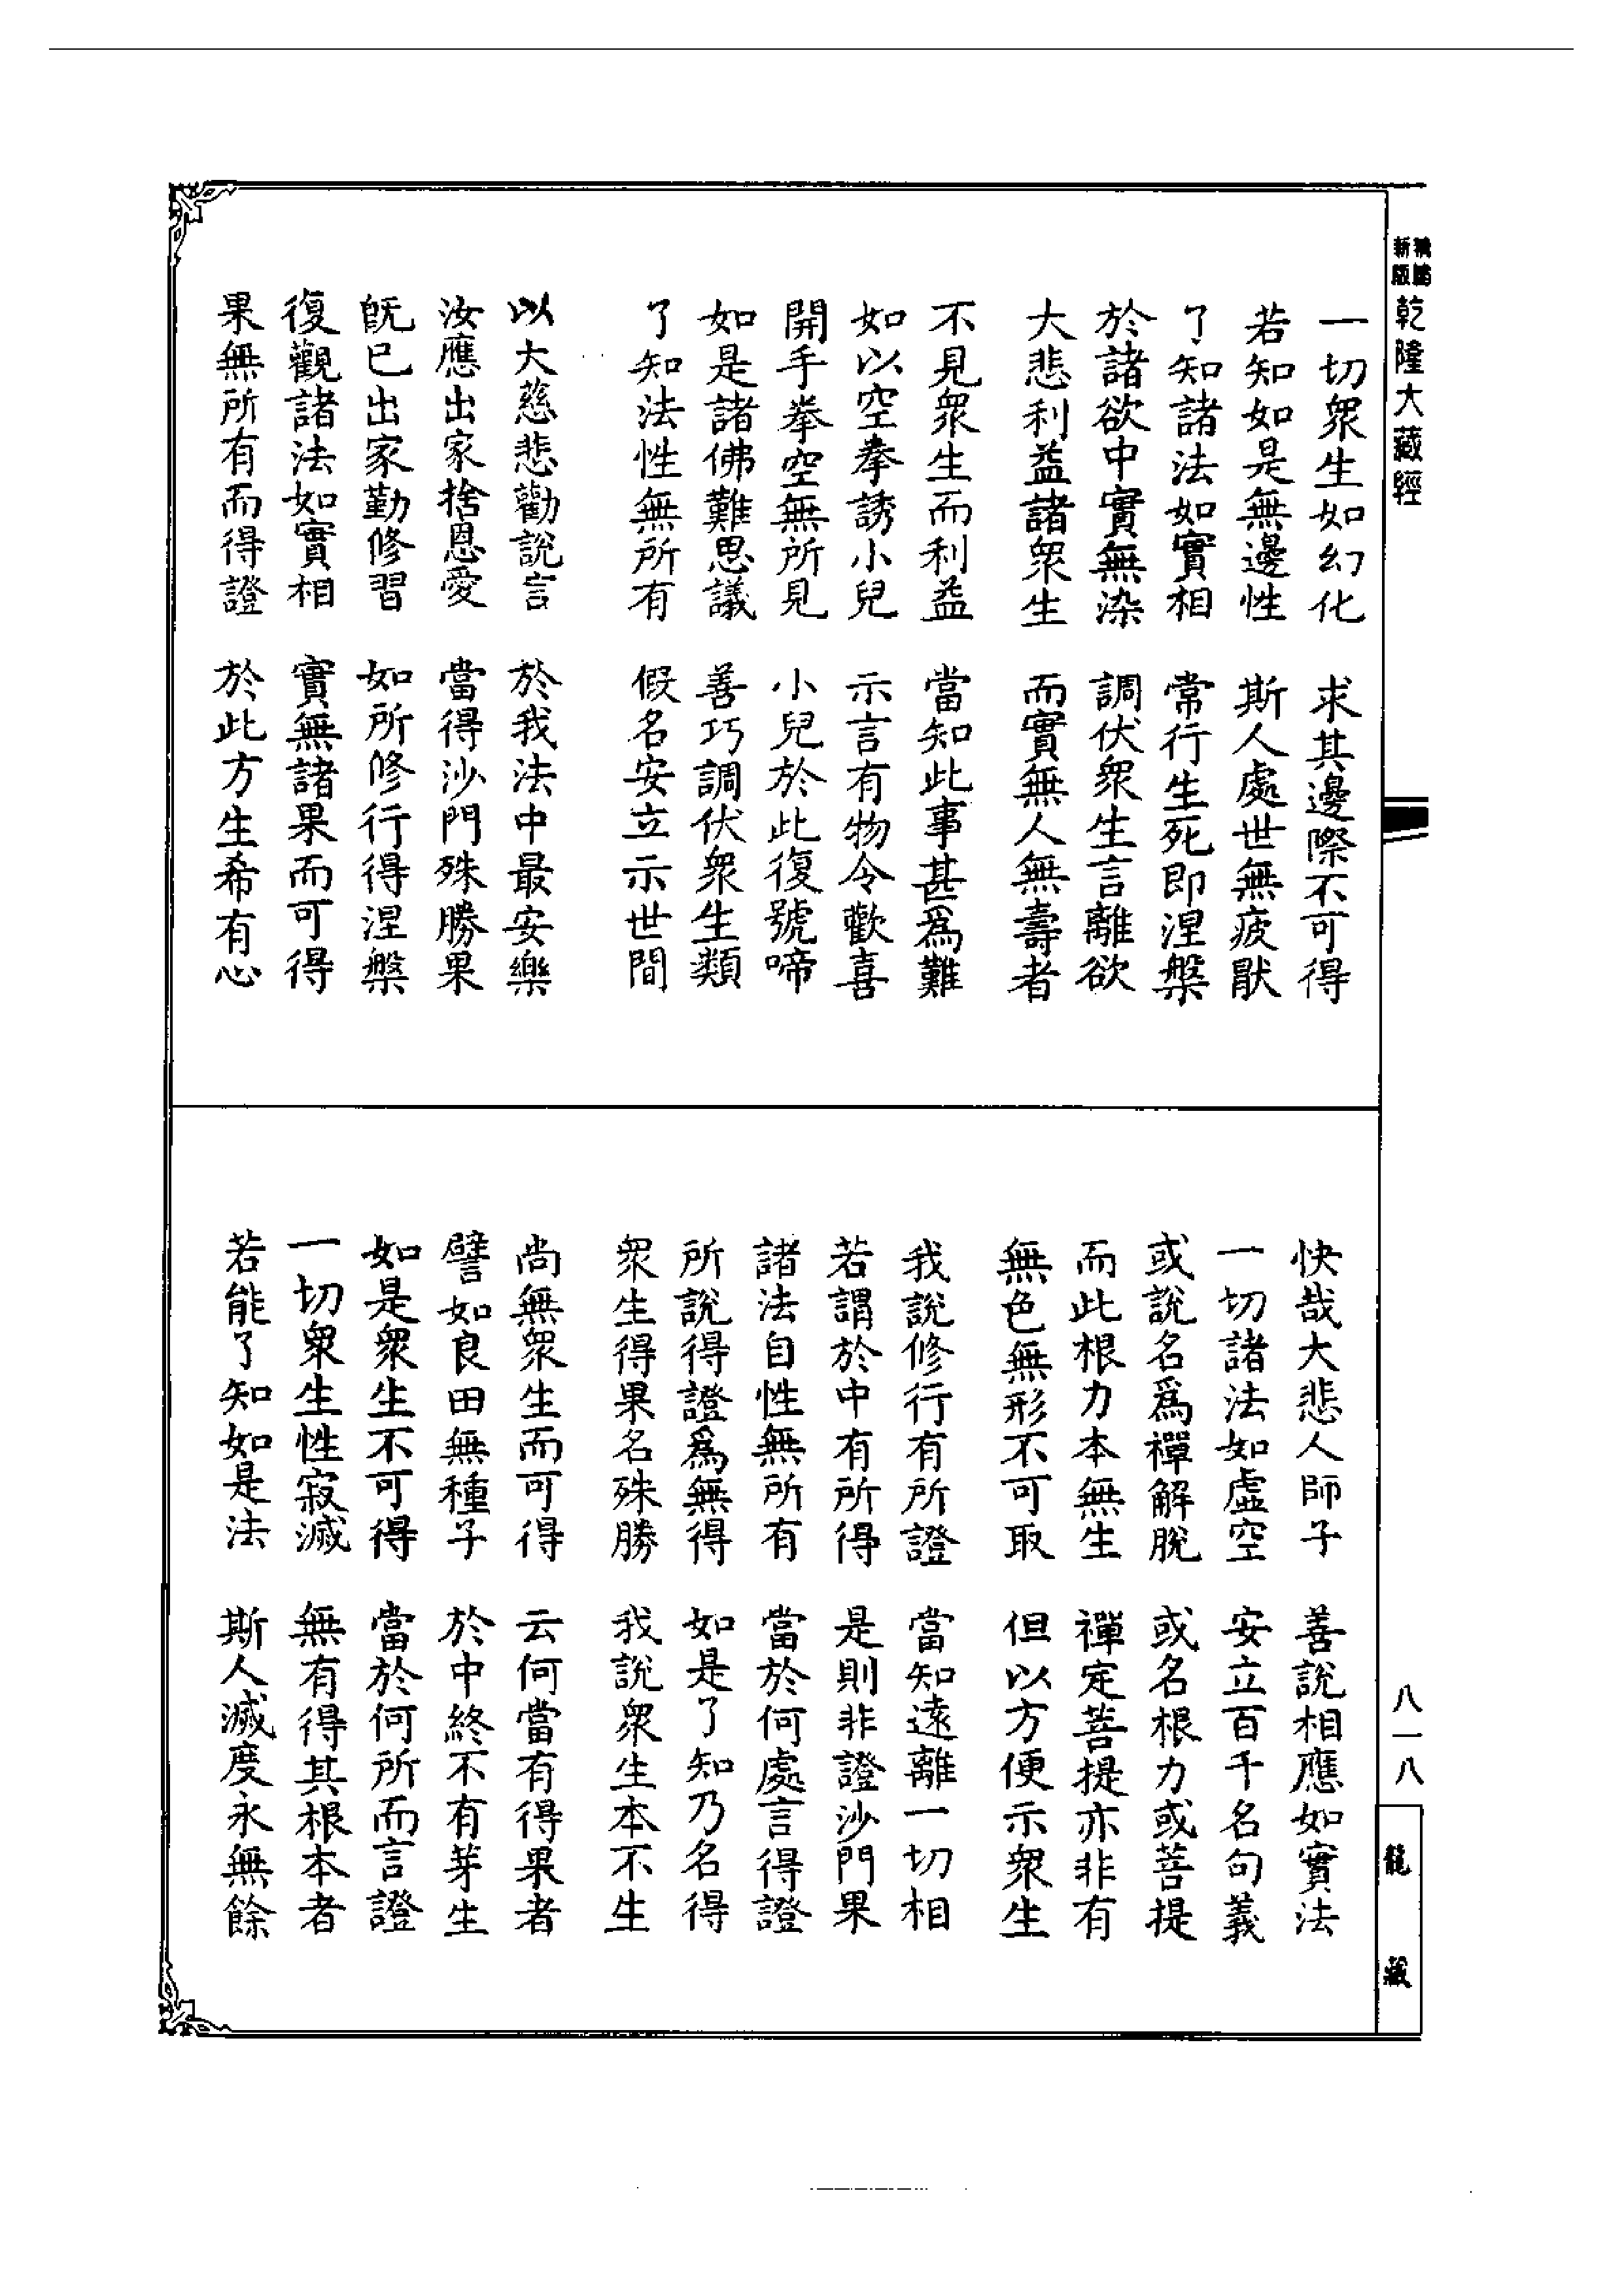 新版
乾隆大藏經
一切眾生如幻化　求其邊際不可得
若知如是無邊性　斯人處世無疲厭
了知諸法如實相　常行生死即涅槃
於諸欲中實無染　調伏眾生言離欲
大悲利益諸眾生　而實無人無壽者
不見眾生而利益　當知此事甚為難
如以空拳誘小兒　示言有物令歡喜
開手拳空無所見　小兒於此復號啼
如是諸佛難思議　善巧調伏眾生類
了知法性無所有　假名安立示世間
以大慈悲勸說言　於我法中最安樂
汝應出家捨恩愛　當得沙門殊勝果
既已出家勤修習　如所修行得涅槃
復觀諸法如實相　實無諸果而可得
果無所有而得證　於此方生希有心
快哉大悲人師子　善說相應如實法
一切諸法如虛空　安立百千名句義
或說名為禪解脫　或名根力或菩提
而此根力本無生　禪定菩提亦非有
無色無形不可取　但以方便示眾生
我說修行有所證　當知遠離一切相
若謂於中有所得　是則非證沙門果
諸法自性無所有　當於何處言得證
所說得證為無得　如是了知乃名得
眾生得果名殊勝　我說眾生本不生
尚無眾生而可得　云何當有得果者
譬如良田無種子　於中終不有芽生
如是眾生不可得　當於何所而言證
一切眾生性寂滅　無有得其根本者
若能了知如是法　斯人滅度永無餘
八一八
龍藏